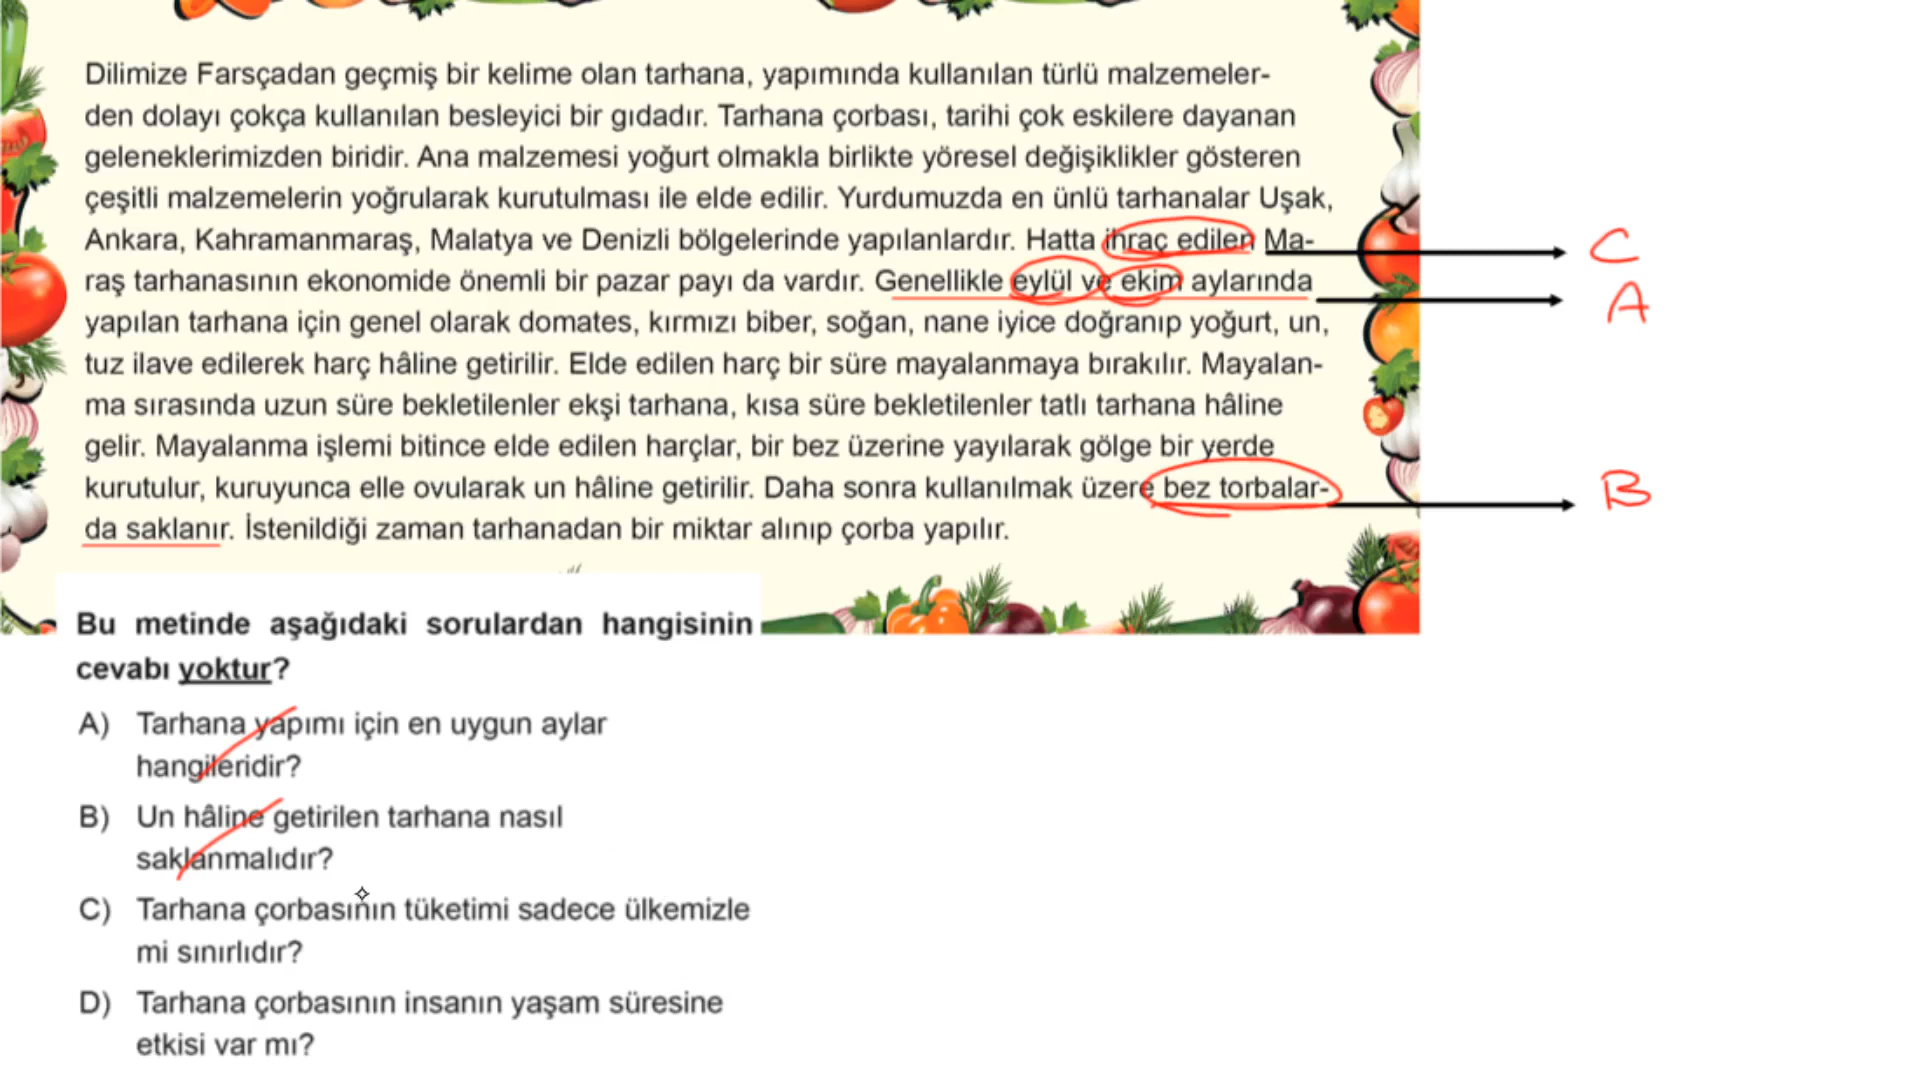 Dilimize Farsçadan geçmiş bir kelime olan tarhana, yapımında kullanılan türlü malzemeler-
den dolayı çokça kullanılan besleyici bir gıdadır. Tarhana çorbası, tarihi çok eskilere dayanan
geleneklerimizden biridir. Ana malzemesi yoğurt olmakla birlikte yöresel değişiklikler gösteren
çeşitli malzemelerin yoğrularak kurutulması ile elde edilir. Yurdumuzda en ünlü tarhanalar Uşak,
Ankara, Kahramanmaraş, Malatya ve Denizli bölgelerinde yapılanlardır. Hatta ihraç edilen Ma-
C
raş tarhanasının ekonomide önemli bir pazar payı da vardır. Genellikle eylül ve ekim aylarında
A
yapılan tarhana için genel olarak domates, kırmızı biber, soğan, nane iyice doğranıp yoğurt, un,
tuz ilave edilerek harç hâline getirilir. Elde edilen harç bir süre mayalanmaya bırakılır. Mayalan-
ma sırasında uzun süre bekletilenler ekşi tarhana, kısa süre bekletilenler tatlı tarhana hâline
gelir. Mayalanma işlemi bitince elde edilen harçlar, bir bez üzerine yayılarak gölge bir yerde
kurutulur, kuruyunca elle ovularak un hâline getirilir. Daha sonra kullanılmak üzere bez torbalar-
B
da saklanır. İstenildiği zaman tarhanadan bir miktar alınıp çorba yapılır.
Bu metinde aşağıdaki sorulardan hangisinin
cevabı yoktur?
A) Tarhana yapımı için en uygun aylar
hangileridir?
B) Un hâline getirilen tarhana nasıl
saklanmalıdır?
C) Tarhana çorbasının tüketimi sadece ülkemizle
mi sınırlıdır?
D) Tarhana çorbasının insanın yaşam süresine
etkisi var mı?